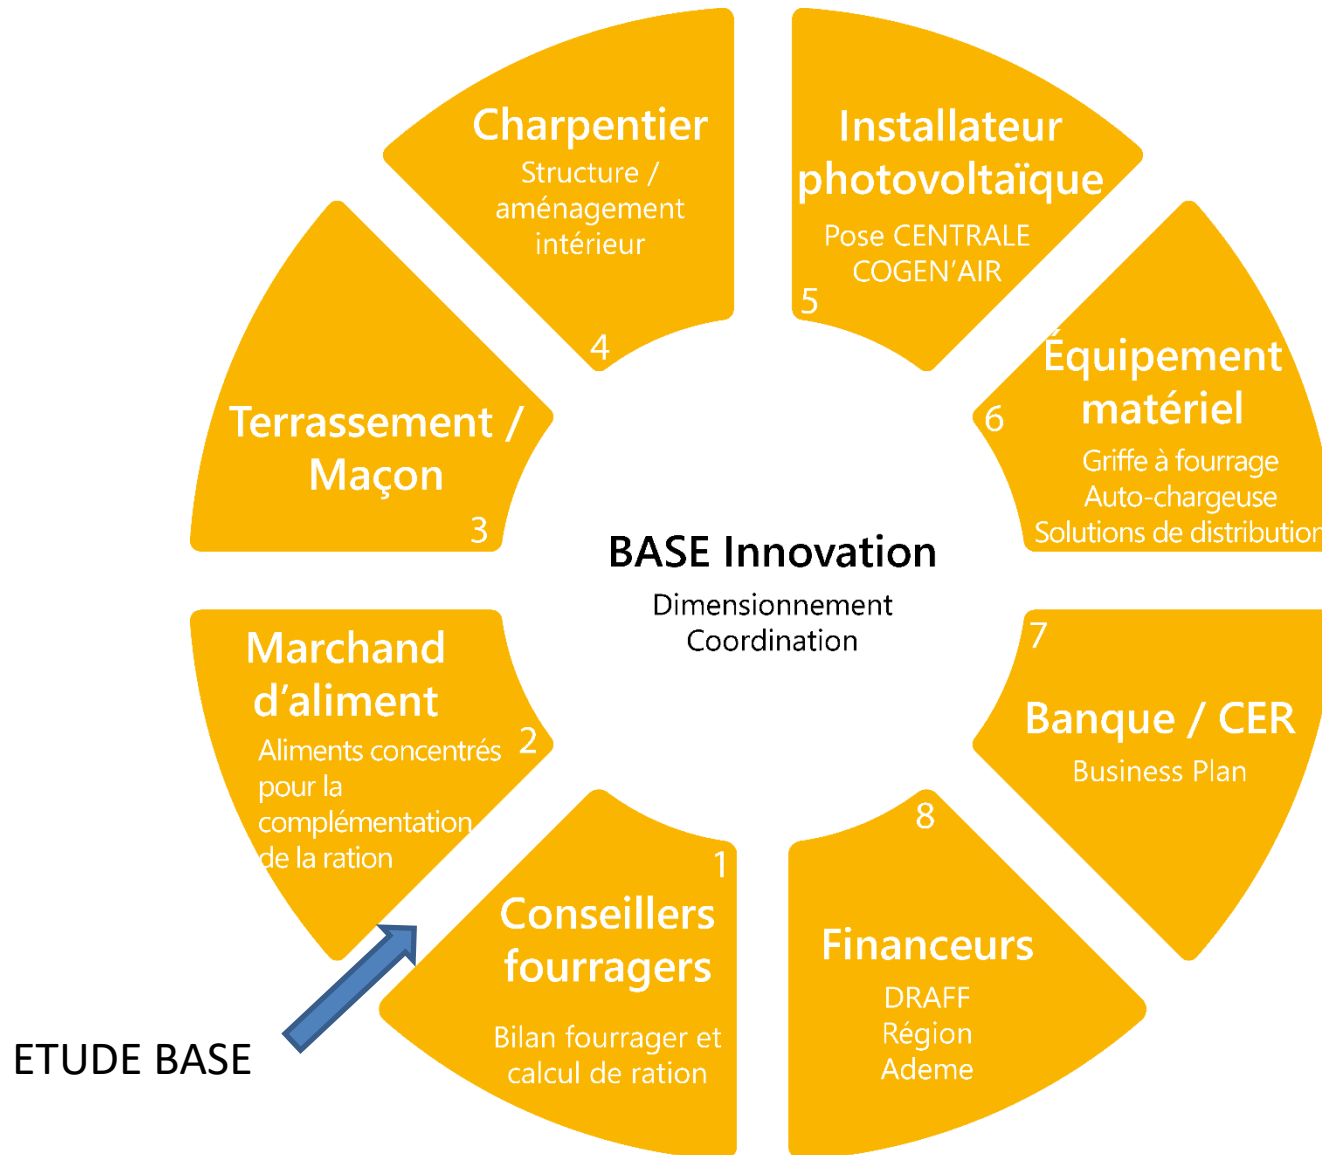 Charpentier
Structure /
aménagement
intérieur
4
Installateur
photovoltaïque
Pose CENTRALE
COGEN’AIR
5
Équipement
matériel
Griffe à fourrage
Auto-chargeuse
Solutions de distribution
6
Terrassement /
Maçon
3
BASE Innovation
Dimensionnement
Coordination
Marchand
d’aliment
Aliments concentrés
pour la
complémentation
de la ration
2
7
Banque / CER
Business Plan
1
Conseillers
fourragers
Bilan fourrager et
calcul de ration
8
Financeurs
DRAFF
Région
Ademe
ETUDE BASE